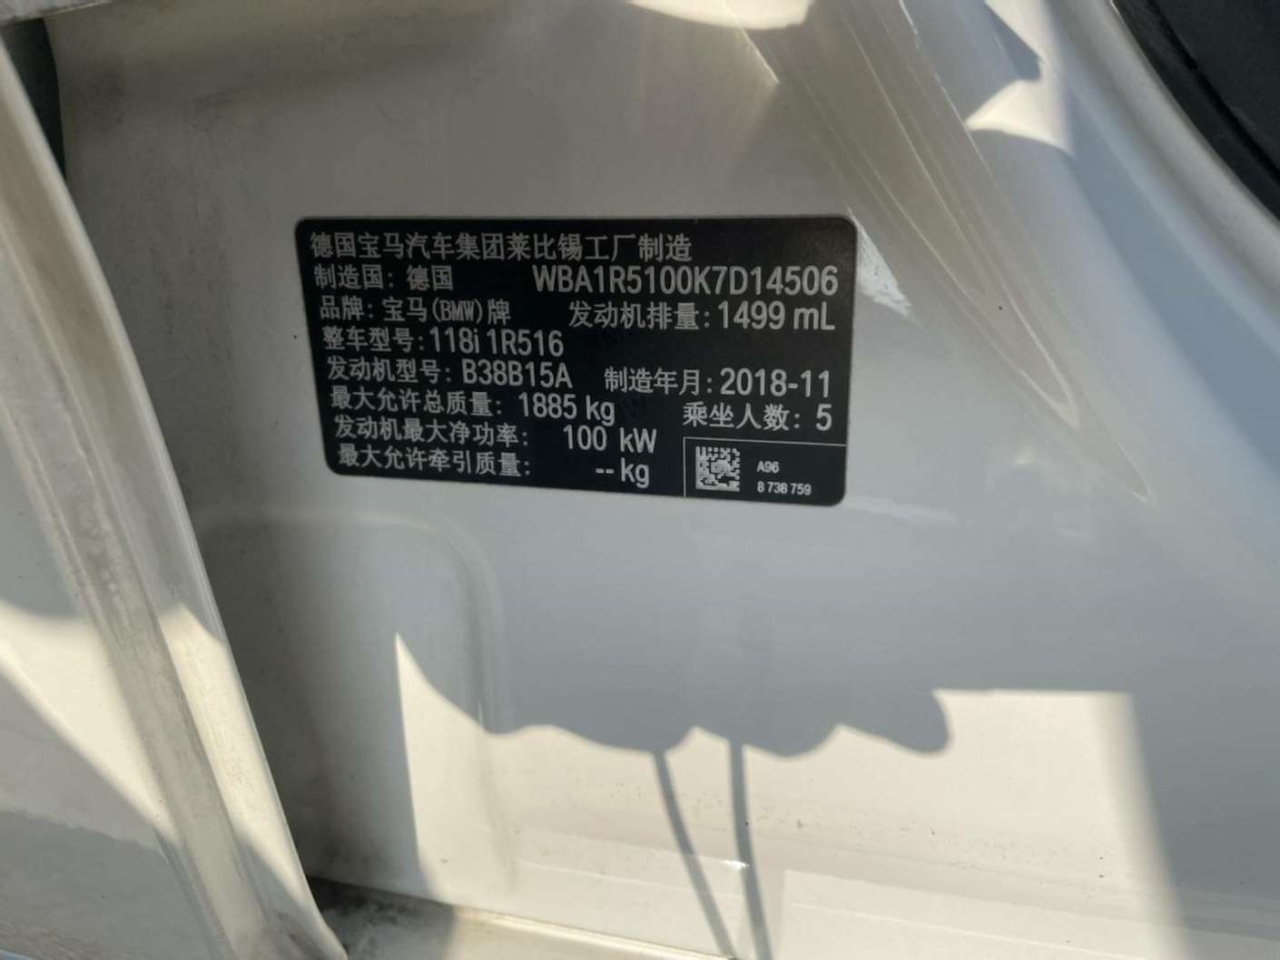 德国宝马汽车集团莱比锡工厂制造
制造国: 德国 WBA1R5100K7D14506
品牌: 宝马(BMW)牌 发动机排量: 1499 mL
整车型号: 118i 1R516
发动机型号: B38B15A 制造年月: 2018-11
最大允许总质量: 1885 kg 乘坐人数: 5
发动机最大净功率: 100 kW
最大允许牵引质量: -- kg
A96
8 738 759